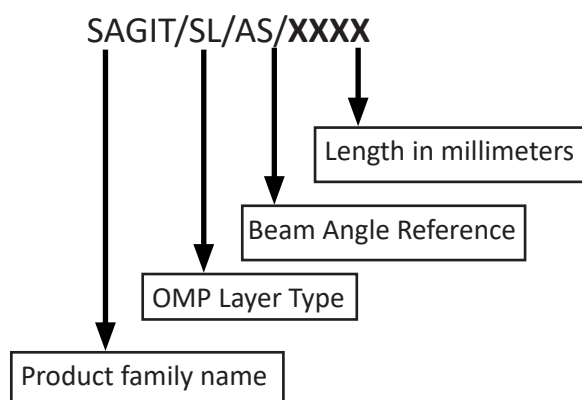 SAGIT/SL/AS/XXXX
Length in millimeters
Beam Angle Reference
OMP Layer Type
Product family name